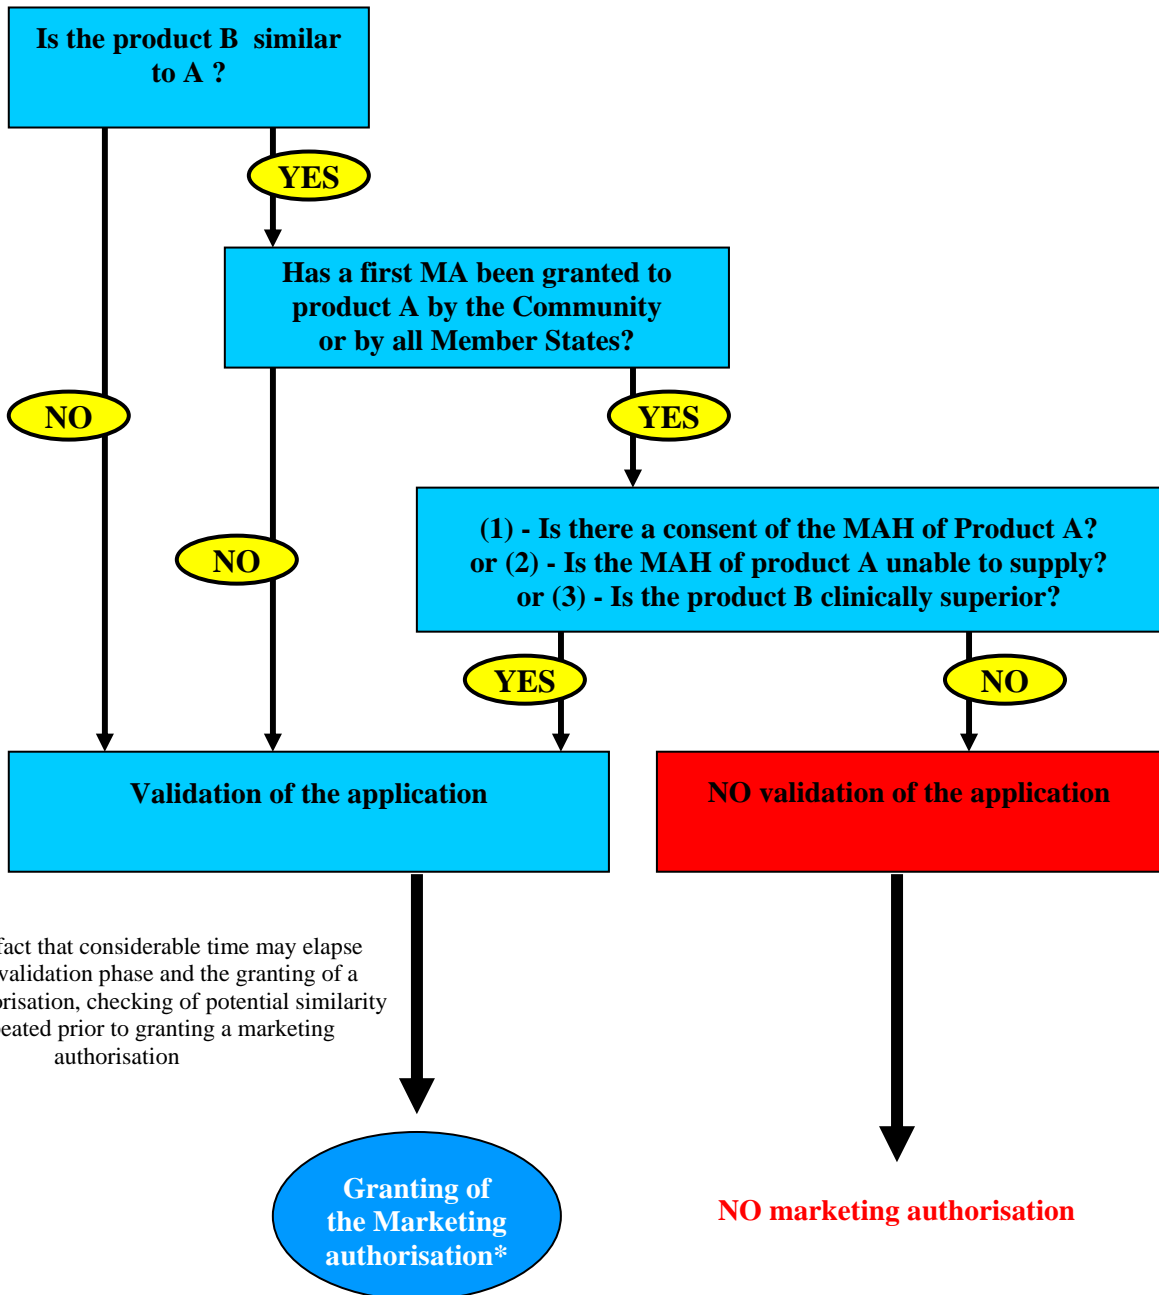 Is the product B similar
to A ?
YES
Has a first MA been granted to
product A by the Community
or by all Member States?
NO
YES
(1) - Is there a consent of the MAH of Product A?
or (2) - Is the MAH of product A unable to supply?
or (3) - Is the product B clinically superior?
NO
YES
NO
Validation of the application
NO validation of the application
fact that considerable time may elapse
validation phase and the granting of a
checking of potential similarity
prior to granting a marketing
authorisation
Granting of
the Marketing
authorisation*
NO marketing authorisation